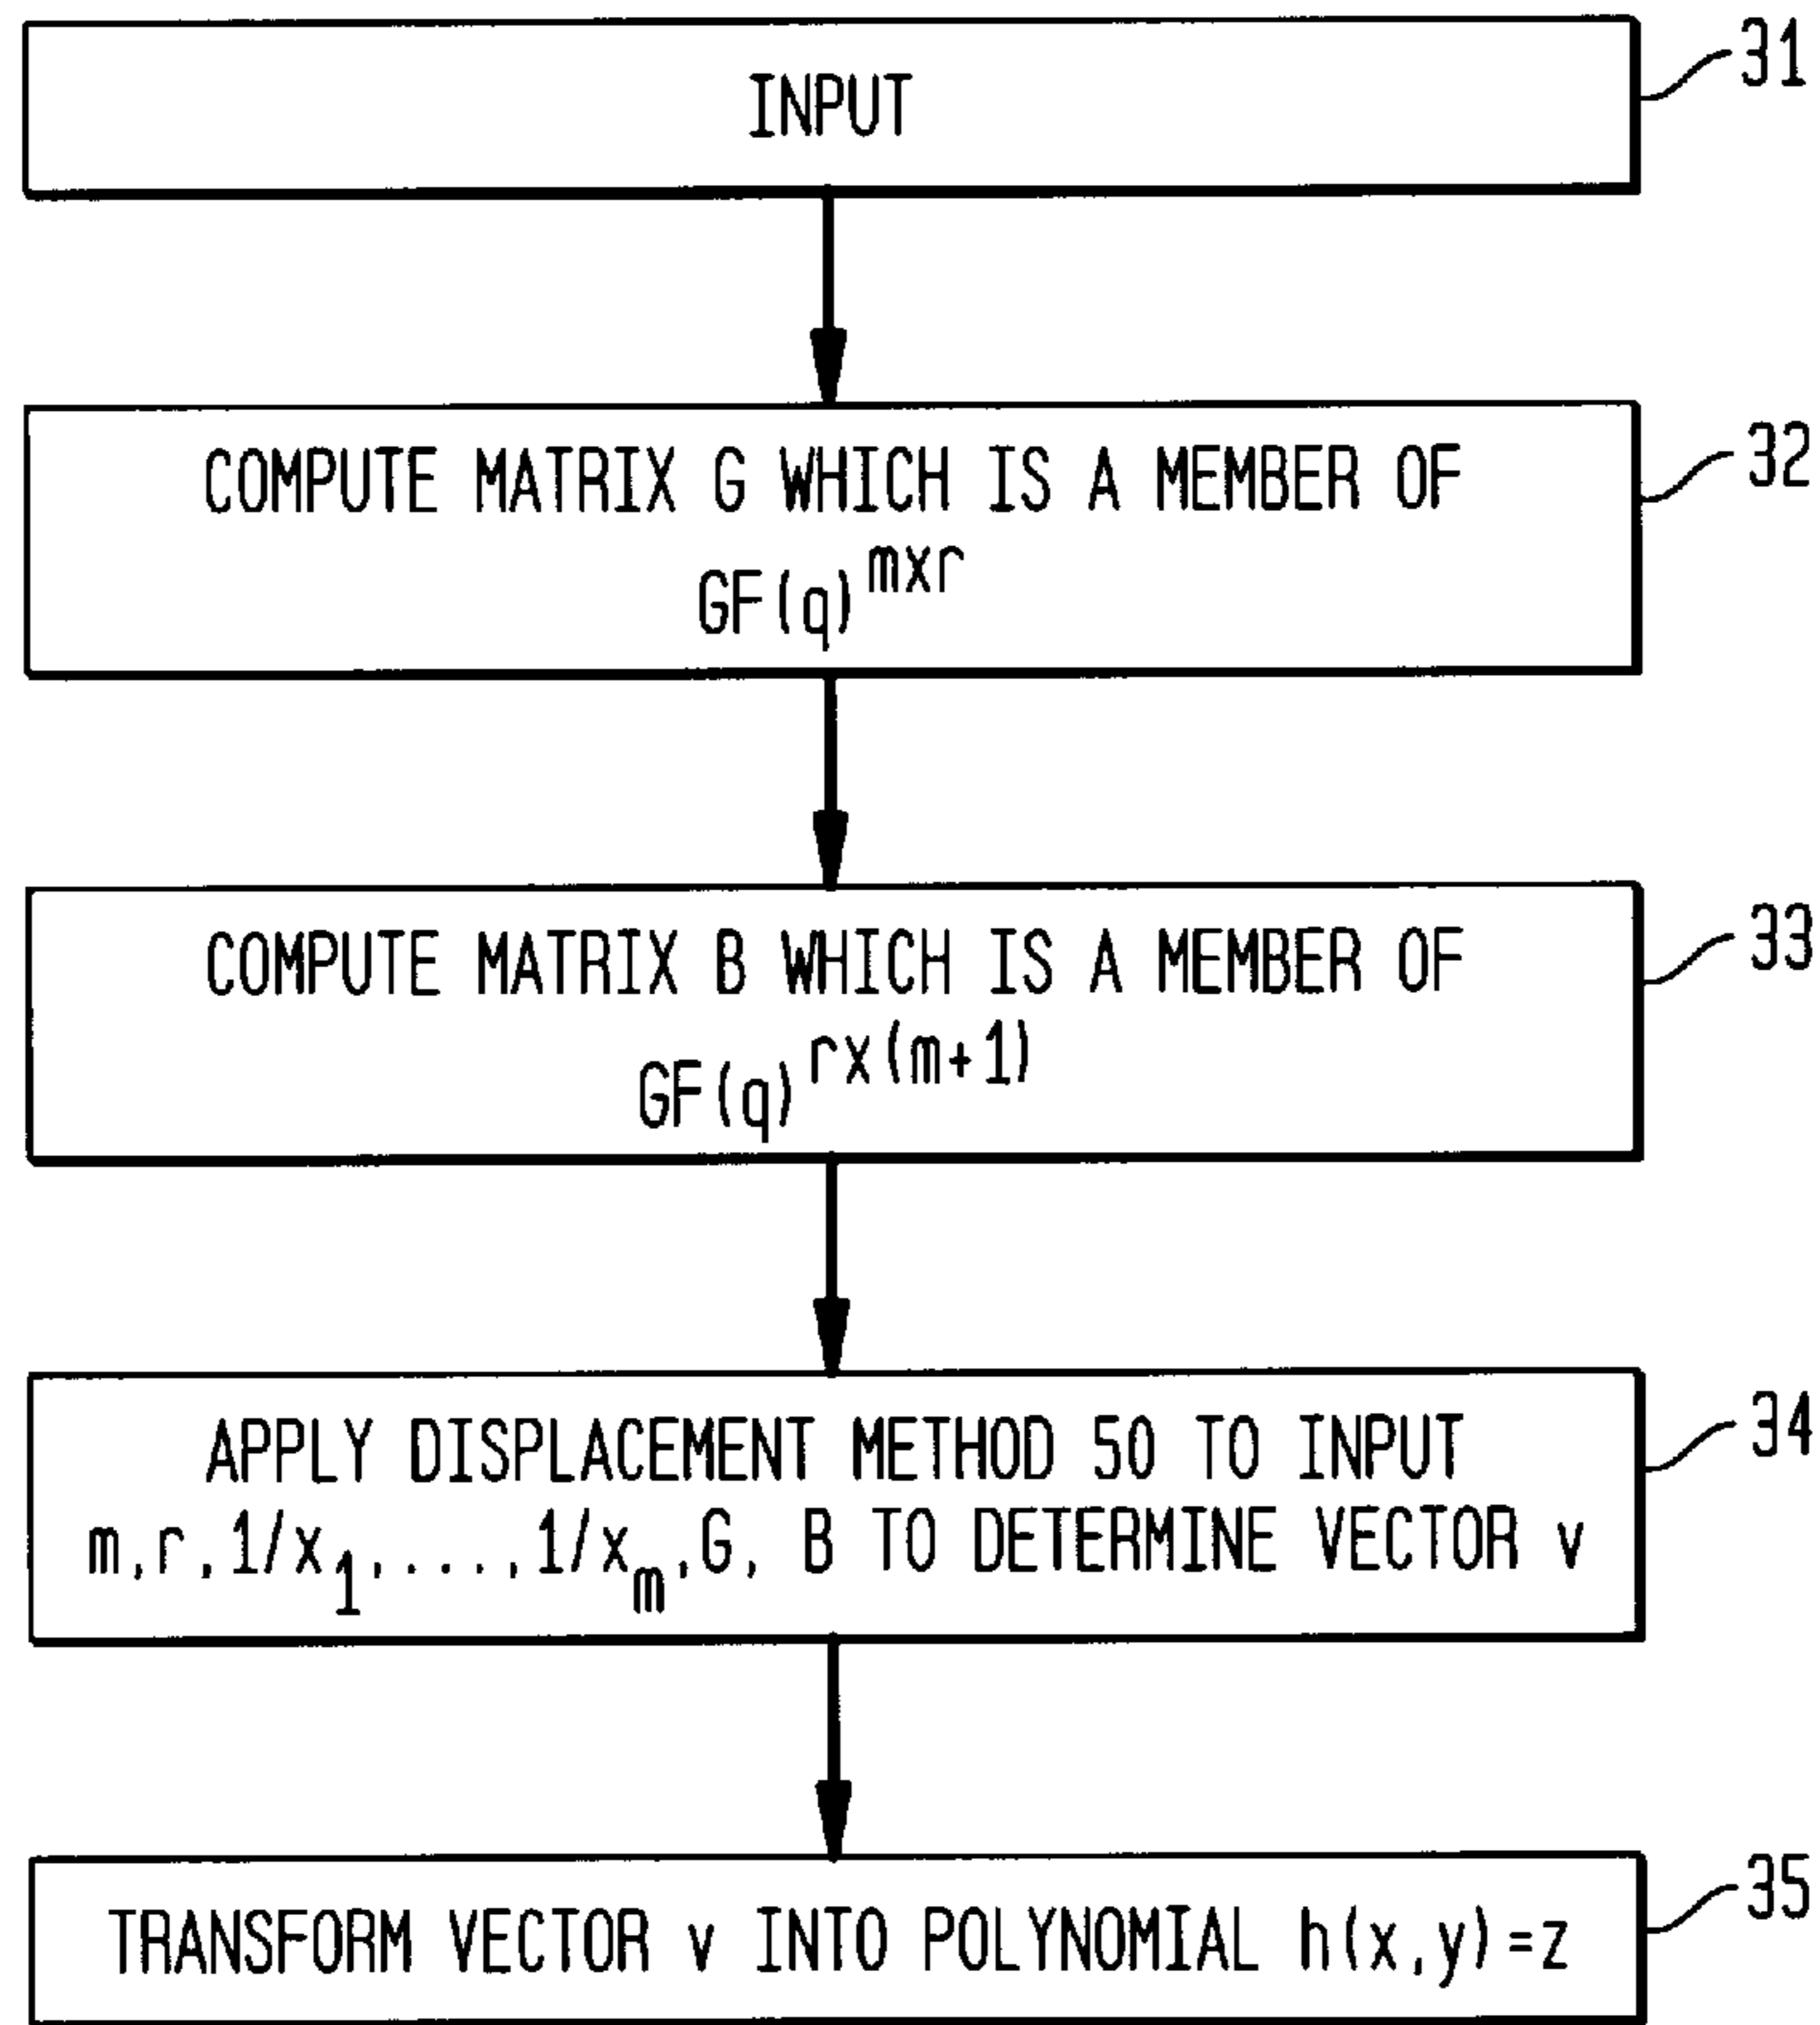 INPUT
31
COMPUTE MATRIX G WHICH IS A MEMBER OF
GF(q)^mxr
32
COMPUTE MATRIX B WHICH IS A MEMBER OF
GF(q)^rx(m+1)
33
APPLY DISPLACEMENT METHOD 50 TO INPUT
m,r,1/x_1,....,1/x_m,G, B TO DETERMINE VECTOR v
34
TRANSFORM VECTOR v INTO POLYNOMIAL h(x,y)=z
35